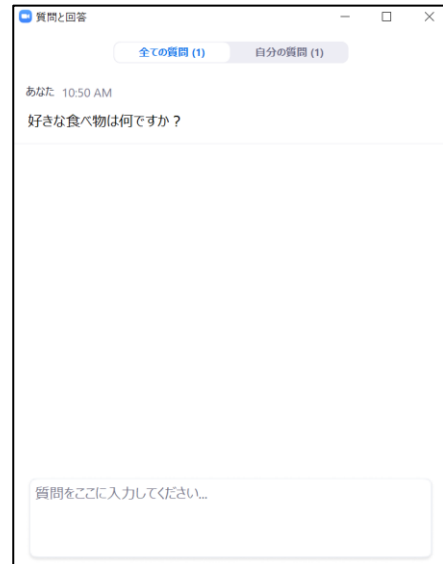 質問と回答
全ての質問 (1) 自分の質問 (1)
あなた 10:50 AM
好きな食べ物は何ですか？
質問をここに入力してください...